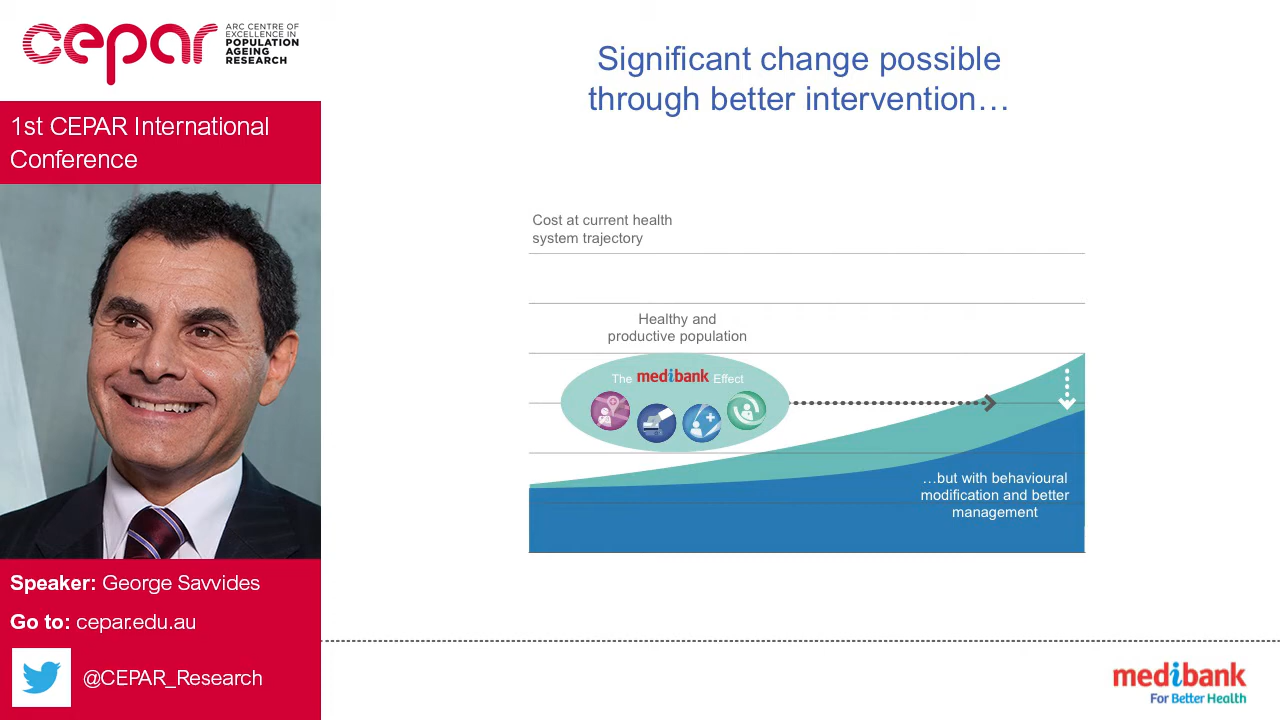 cepar
ARC CENTRE OF
EXCELLENCE IN
POPULATION
AGEING
RESEARCH
1st CEPAR International
Conference
Speaker: George Savvides
Go to: cepar.edu.au
@CEPAR_Research
Significant change possible
through better intervention…
Cost at current health
system trajectory
Healthy and
productive population
The medibank Effect
…but with behavioural
modification and better
management
medibank
For Better Health